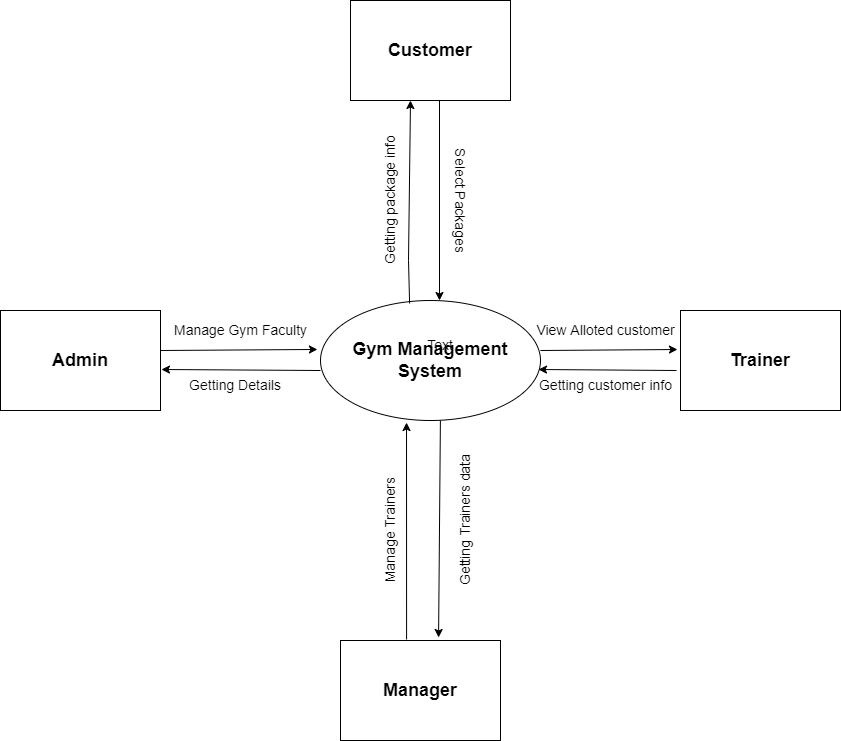 Customer
Getting package info
Select Packages
Manage Gym Faculty
View Alloted customer
Text
Admin
Gym Management
System
Trainer
Getting Details
Getting customer info
Manage Trainers
Getting Trainers data
Manager